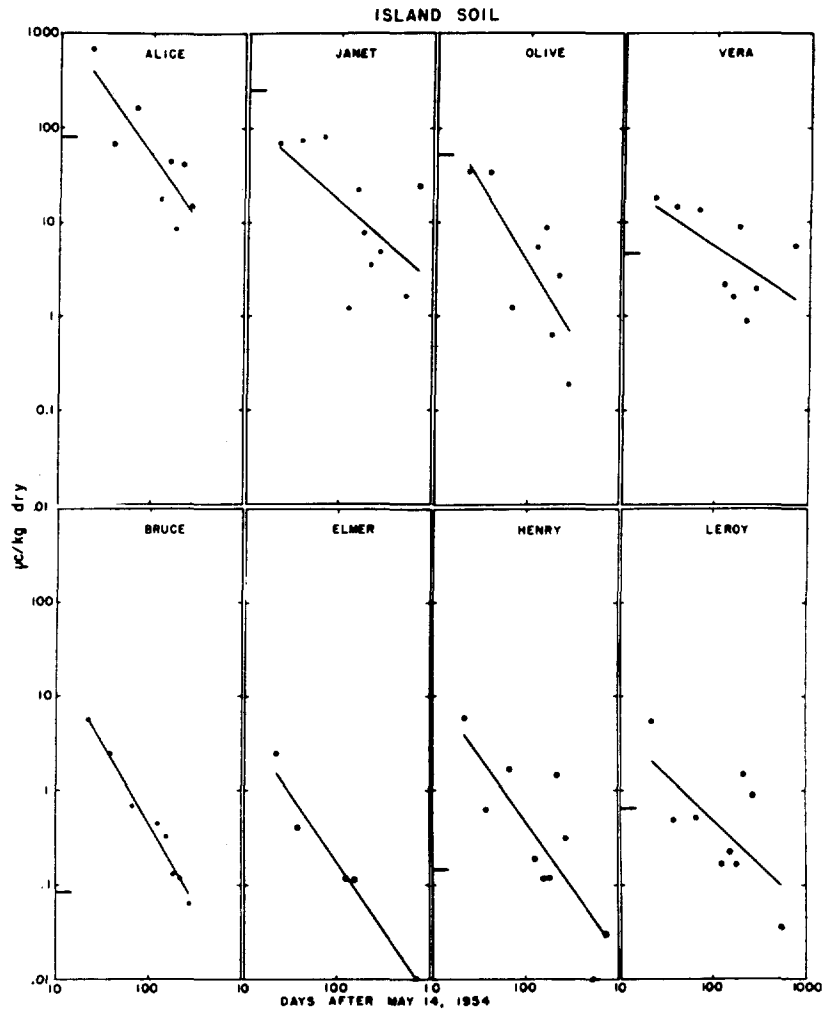 ISLAND SOIL
1000
ALICE
JANET
OLIVE
VERA
100
10
1
0.1
.01
µc/kg dry
BRUCE
ELMER
HENRY
LEROY
100
10
1
.1
.01
10
100
10
100
10
100
10
100
1000
DAYS AFTER MAY 14, 1954